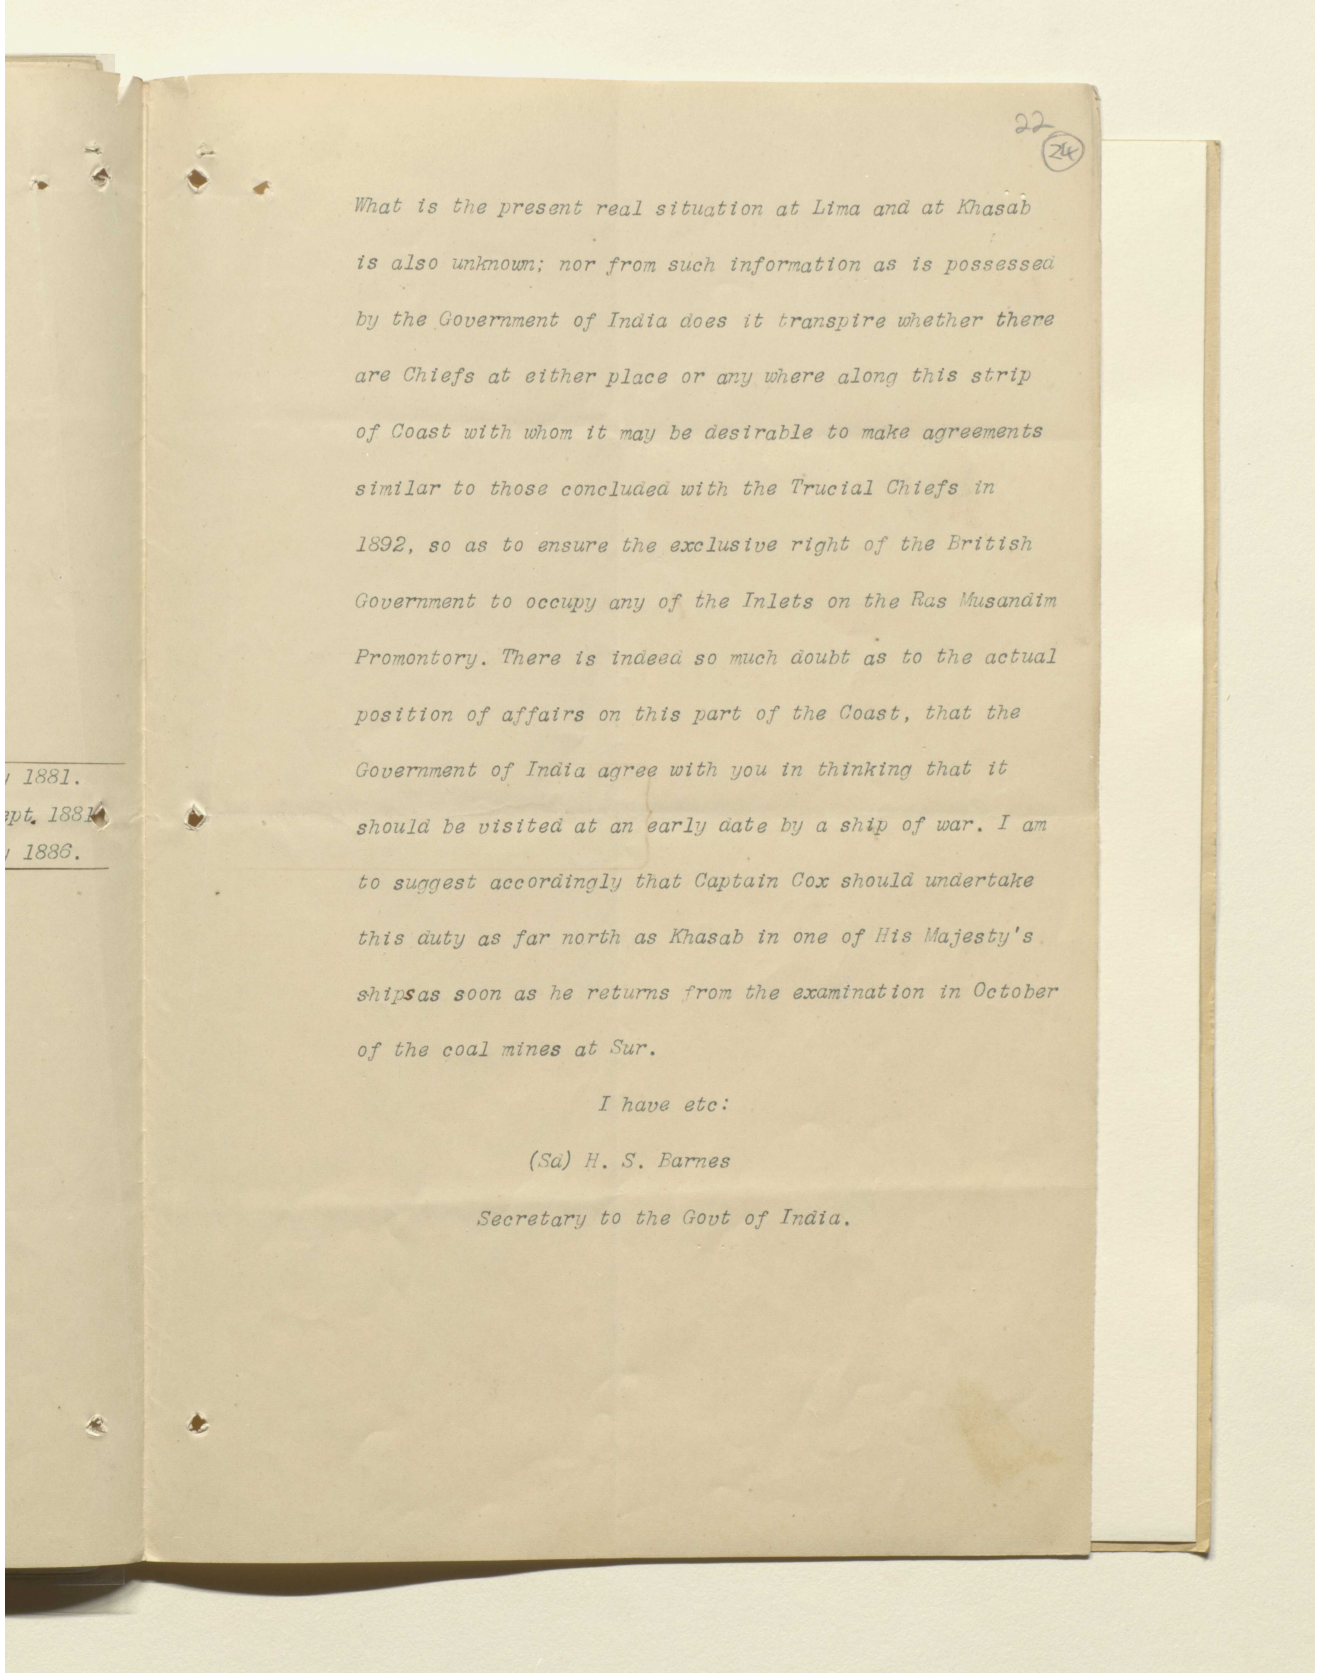 22
24
What is the present real situation at Lima and at Khasab
is also unknown; nor from such information as is possessed
by the Government of India does it transpire whether there
are Chiefs at either place or any where along this strip
of Coast with whom it may be desirable to make agreements
similar to those concluded with the Trucial Chiefs in
1892, so as to ensure the exclusive right of the British
Government to occupy any of the Inlets on the Ras Musandim
Promontory. There is indeed so much doubt as to the actual
position of affairs on this part of the Coast, that the
Government of India agree with you in thinking that it
should be visited at an early date by a ship of war. I am
to suggest accordingly that Captain Cox should undertake
this duty as far north as Khasab in one of His Majesty's
ships as soon as he returns from the examination in October
of the coal mines at Sur.
I have etc:
(Sd) H. S. Barnes
Secretary to the Govt of India.
1881.
ept. 1881
1886.